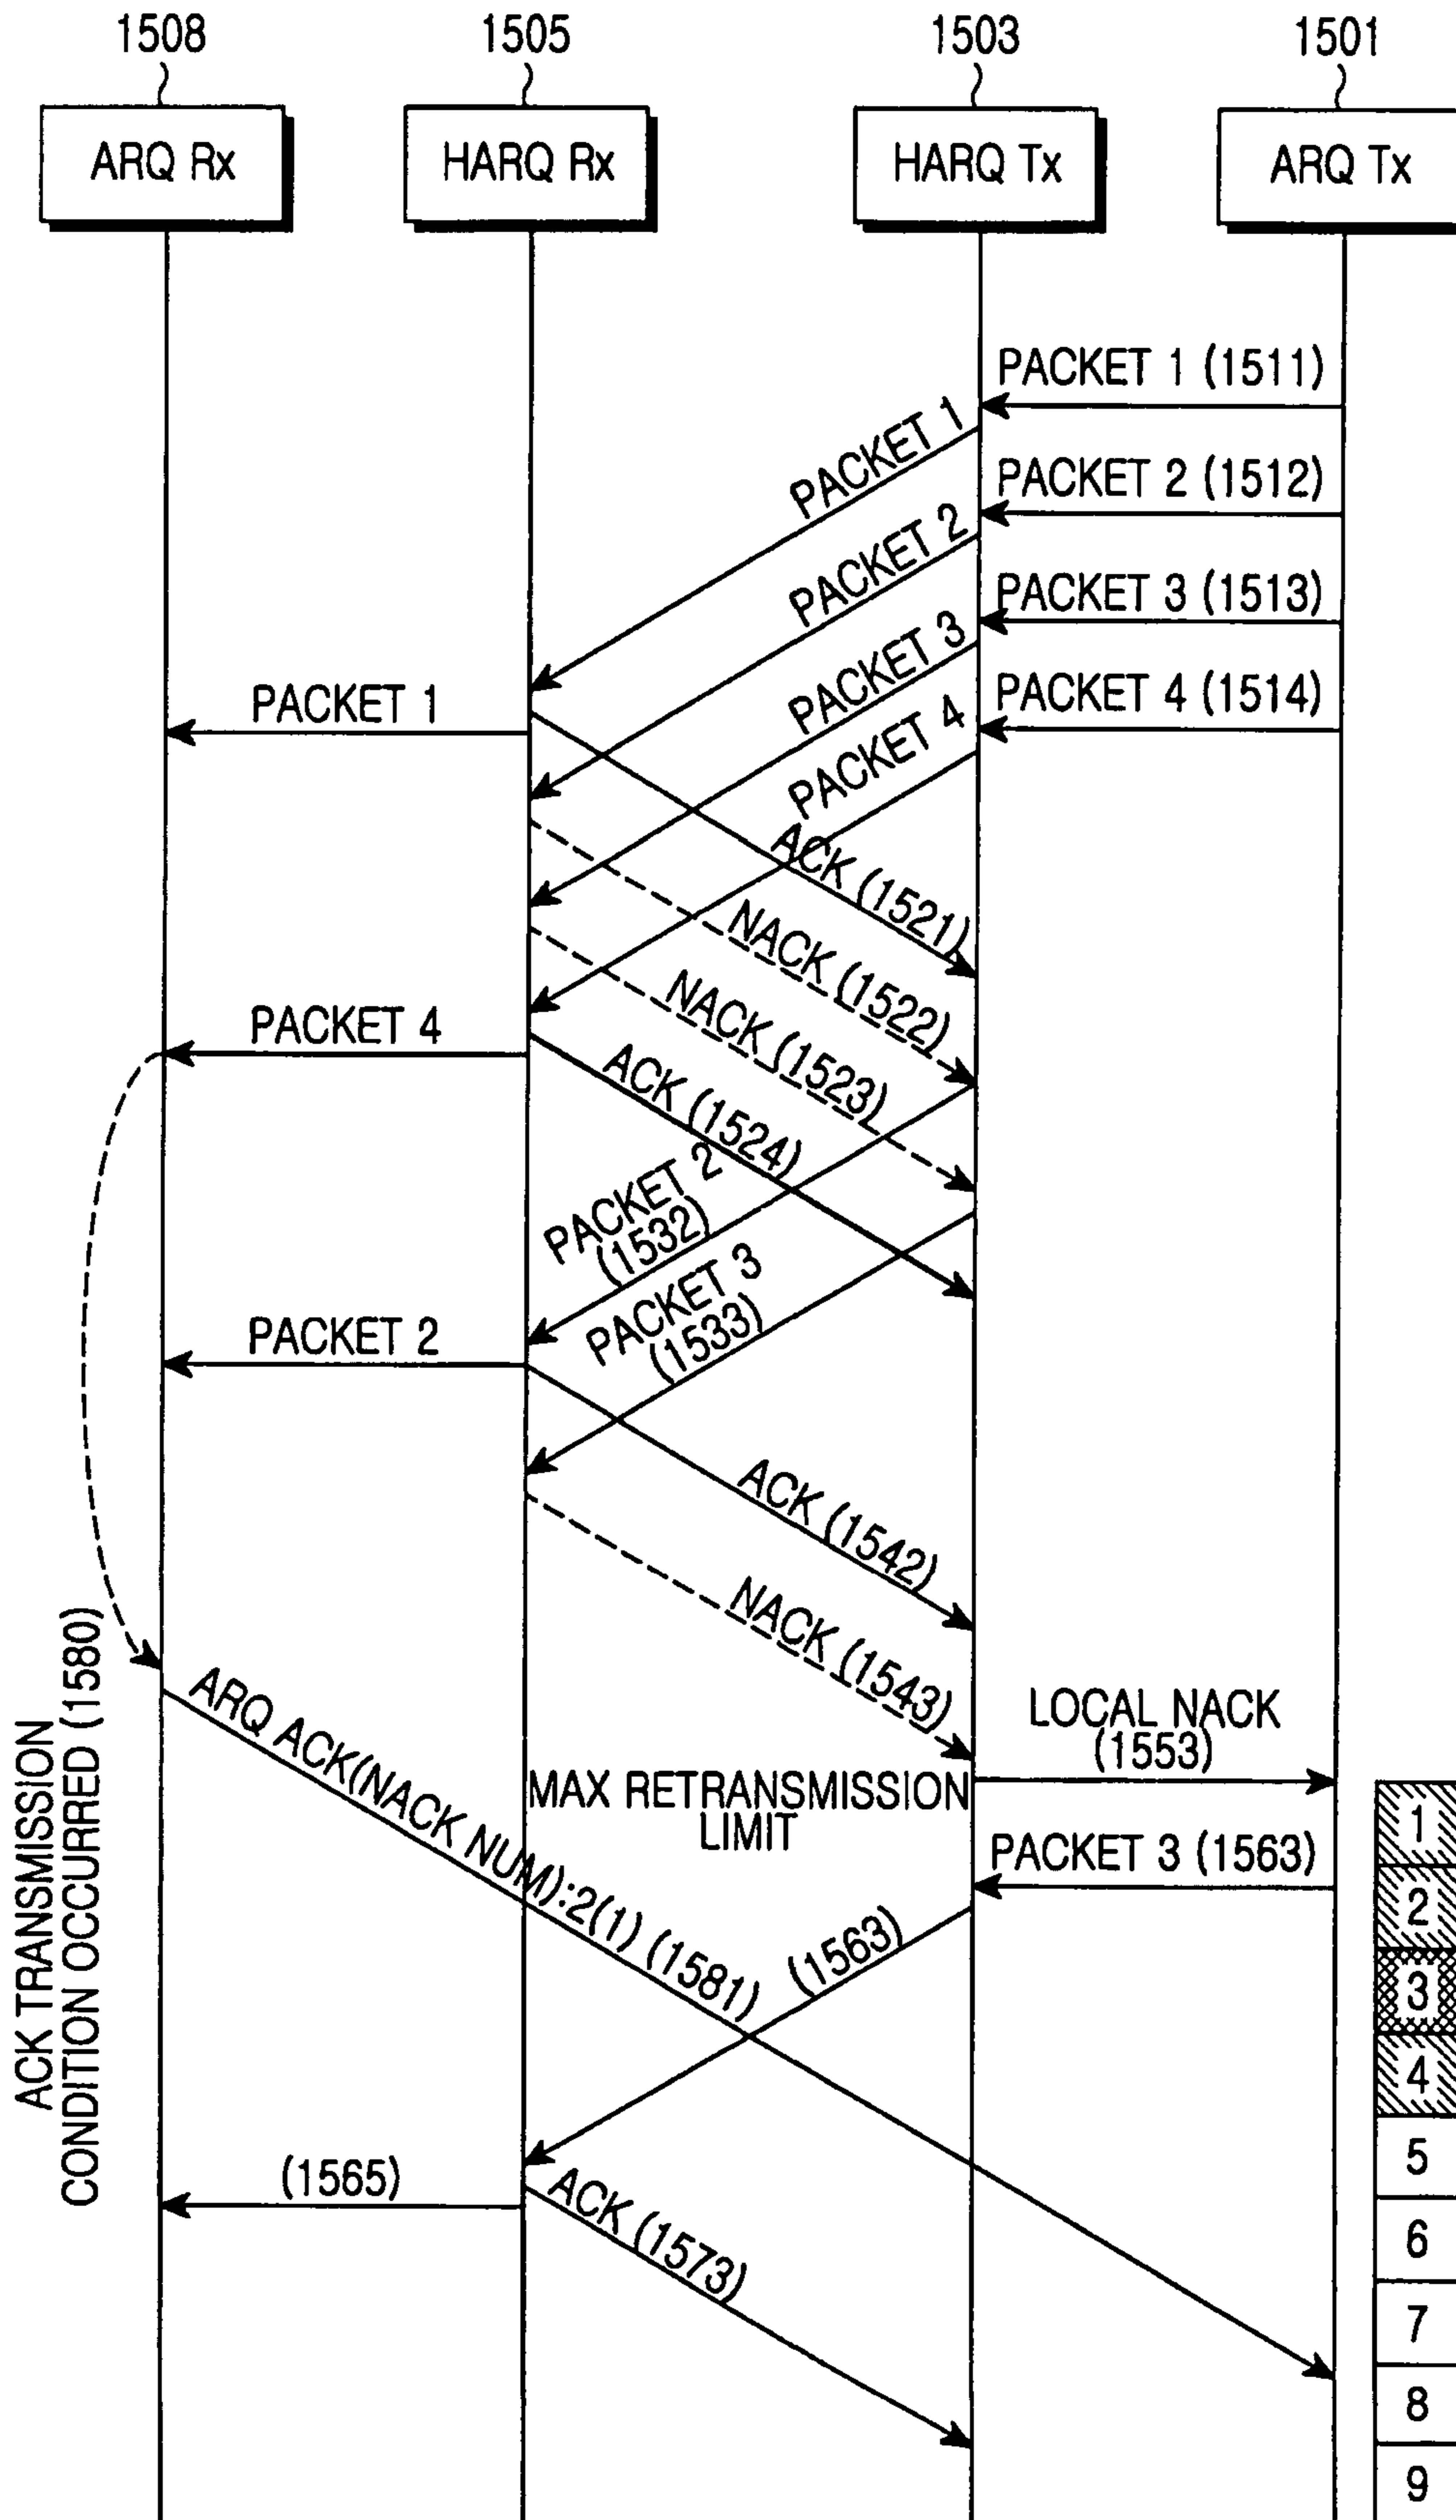 1508
1505
1503
1501
ARQ Rx
HARQ Rx
HARQ Tx
ARQ Tx
PACKET 1 (1511)
PACKET 1
PACKET 2 (1512)
PACKET 2
PACKET 3 (1513)
PACKET 3
PACKET 4 (1514)
PACKET 4
PACKET 1
ACK (1521)
NACK (1522)
NACK (1523)
PACKET 4
ACK (1524)
PACKET 2
(1532)
PACKET 3
(1533)
PACKET 2
ACK (1542)
NACK (1543)
ACK TRANSMISSION
CONDITION OCCURRED (1580)
ARQ ACK(NACK NUM):2(1) (1581)
LOCAL NACK
(1553)
MAX RETRANSMISSION
LIMIT
PACKET 3 (1563)
(1563)
(1565)
ACK (1573)
1
2
3
4
5
6
7
8
9